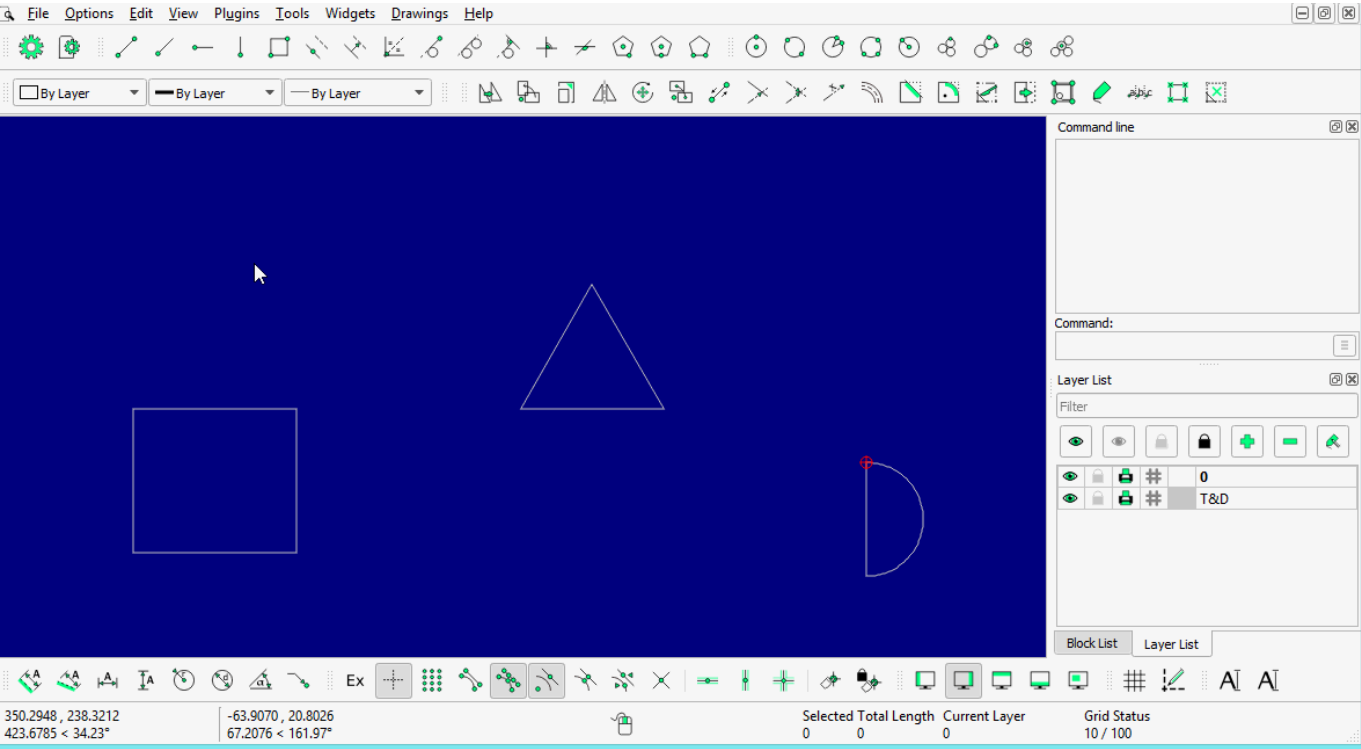 File Options Edit View Plugins Tools Widgets Drawings Help
By Layer By Layer By Layer
abc
Command line
Command:
Layer List
Filter
0
T&D
Block List Layer List
A A A Ex A A
350.2948 , 238.3212 -63.9070 , 20.8026 Selected Total Length Current Layer Grid Status
423.6785 < 34.23° 67.2076 < 161.97° 0 0 0 10 / 100